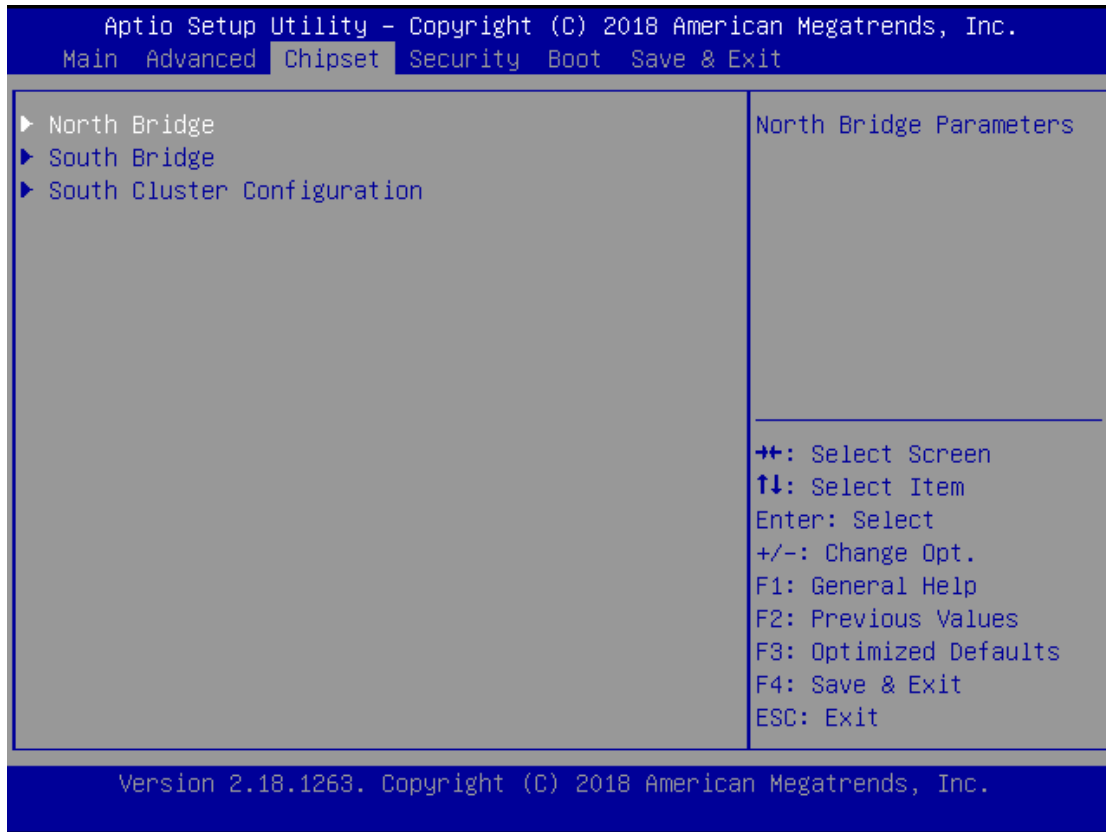 Aptio Setup Utility – Copyright (C) 2018 American Megatrends, Inc.
Main Advanced Chipset Security Boot Save & Exit
▶ North Bridge
▶ South Bridge
▶ South Cluster Configuration
North Bridge Parameters
→←: Select Screen
↑↓: Select Item
Enter: Select
+/-: Change Opt.
F1: General Help
F2: Previous Values
F3: Optimized Defaults
F4: Save & Exit
ESC: Exit
Version 2.18.1263. Copyright (C) 2018 American Megatrends, Inc.